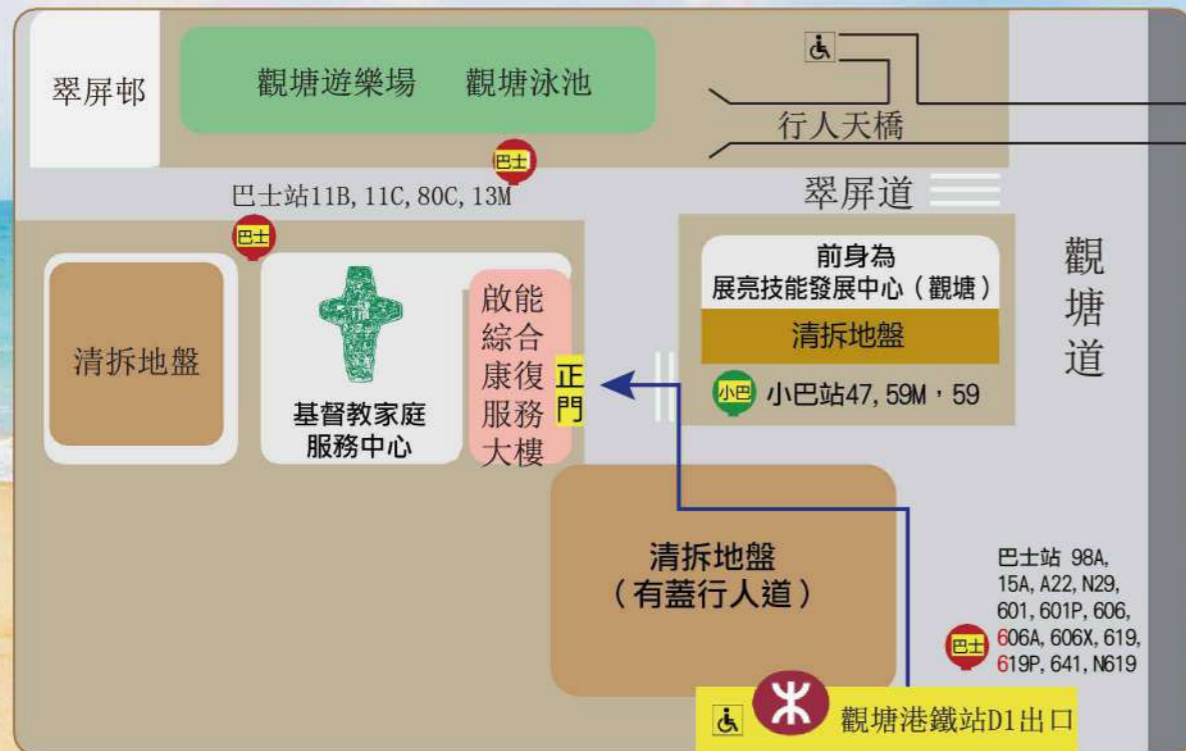 翠屏邨
觀塘遊樂場 觀塘泳池
行人天橋
巴士
巴士站11B, 11C, 80C, 13M
翠屏道
巴士
觀塘道
清拆地盤
基督教家庭
服務中心
啟能
綜合
康復
服務
大樓
正門
前身為
展亮技能發展中心（觀塘）
清拆地盤
小巴
小巴站47, 59M，59
清拆地盤
（有蓋行人道）
巴士站 98A,
15A, A22, N29,
601, 601P, 606,
606A, 606X, 619,
619P, 641, N619
巴士
觀塘港鐵站D1出口